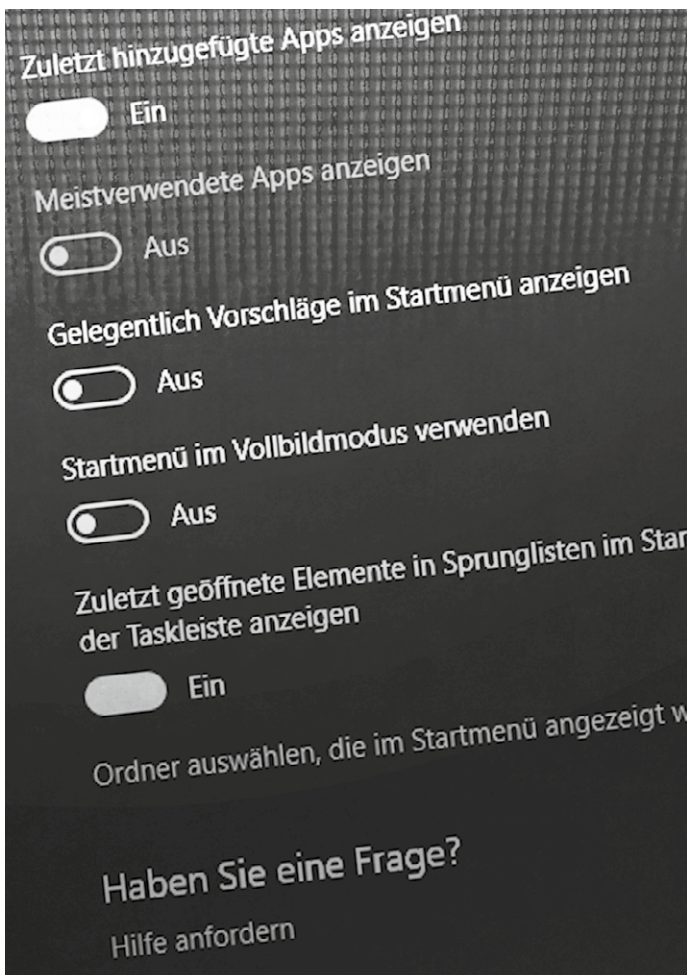 Zuletzt hinzugefügte Apps anzeigen
Ein
Meistverwendete Apps anzeigen
Aus
Gelegentlich Vorschläge im Startmenü anzeigen
Aus
Startmenü im Vollbildmodus verwenden
Aus
Zuletzt geöffnete Elemente in Sprunglisten im Star
der Taskleiste anzeigen
Ein
Ordner auswählen, die im Startmenü angezeigt w
Haben Sie eine Frage?
Hilfe anfordern